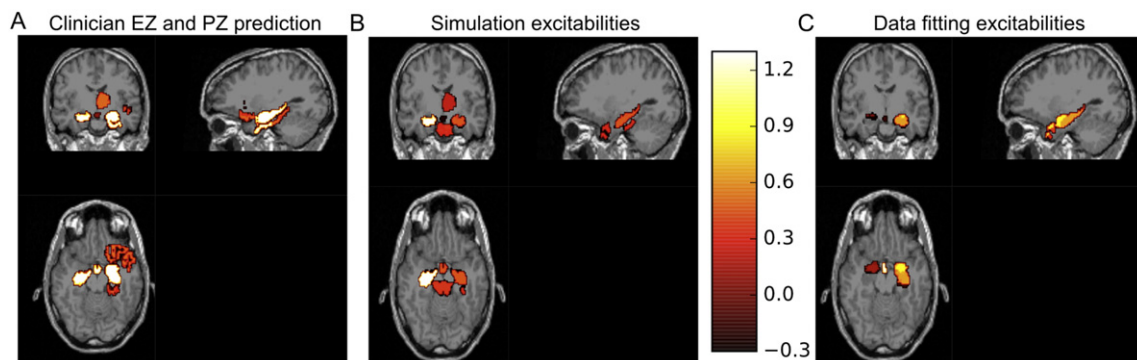 A Clinician EZ and PZ prediction
B Simulation excitabilities
C Data fitting excitabilities
1.2
0.9
0.6
0.3
0.0
−0.3